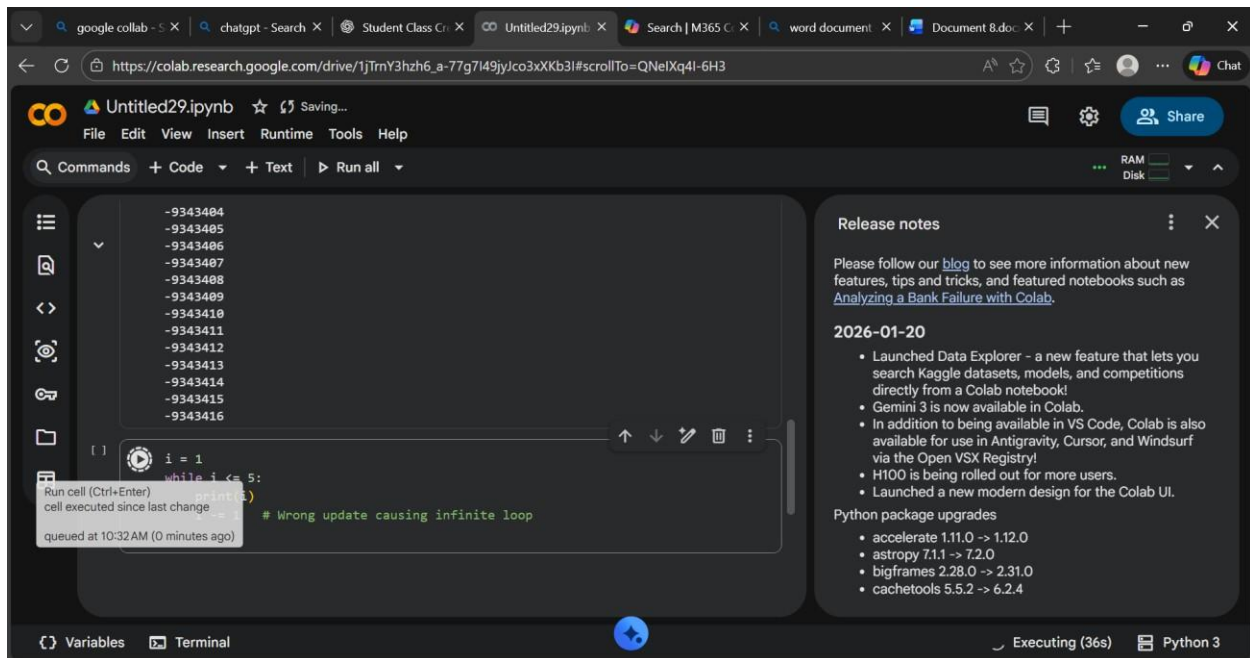 google collab - S
chatgpt - Search
Student Class Cr
Untitled29.ipynb
Search | M365 C
word document
Document 8.doc
https://colab.research.google.com/drive/1jTrnY3hzh6_a-77g7I49jyJco3xXKb3I#scrollTo=QNeIXq4I-6H3
Chat
CO Untitled29.ipynb Saving...
File Edit View Insert Runtime Tools Help
Share
Commands + Code + Text Run all
RAM
Disk
-9343404
-9343405
-9343406
-9343407
-9343408
-9343409
-9343410
-9343411
-9343412
-9343413
-9343414
-9343415
-9343416
[ ]
i = 1
while i <= 5:
print(i)
# Wrong update causing infinite loop
Run cell (Ctrl+Enter)
cell executed since last change
queued at 10:32 AM (0 minutes ago)
Release notes
Please follow our blog to see more information about new
features, tips and tricks, and featured notebooks such as
Analyzing a Bank Failure with Colab.
2026-01-20
• Launched Data Explorer - a new feature that lets you
search Kaggle datasets, models, and competitions
directly from a Colab notebook!
• Gemini 3 is now available in Colab.
• In addition to being available in VS Code, Colab is also
available for use in Antigravity, Cursor, and Windsurf
via the Open VSX Registry!
• H100 is being rolled out for more users.
• Launched a new modern design for the Colab UI.
Python package upgrades
• accelerate 1.11.0 -> 1.12.0
• astropy 7.1.1 -> 7.2.0
• bigframes 2.28.0 -> 2.31.0
• cachetools 5.5.2 -> 6.2.4
{} Variables Terminal
Executing (36s) Python 3